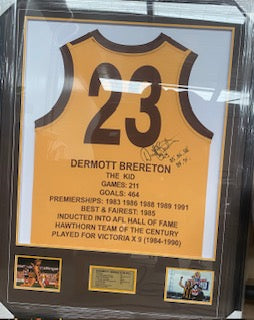 23
DERMOTT BRERETON
THE KID
GAMES: 211
GOALS: 464
PREMIERSHIPS: 1983 1986 1988 1989 1991
BEST & FAIREST: 1985
INDUCTED INTO AFL HALL OF FAME
HAWTHORN TEAM OF THE CENTURY
PLAYED FOR VICTORIA X 9 (1984-1990)